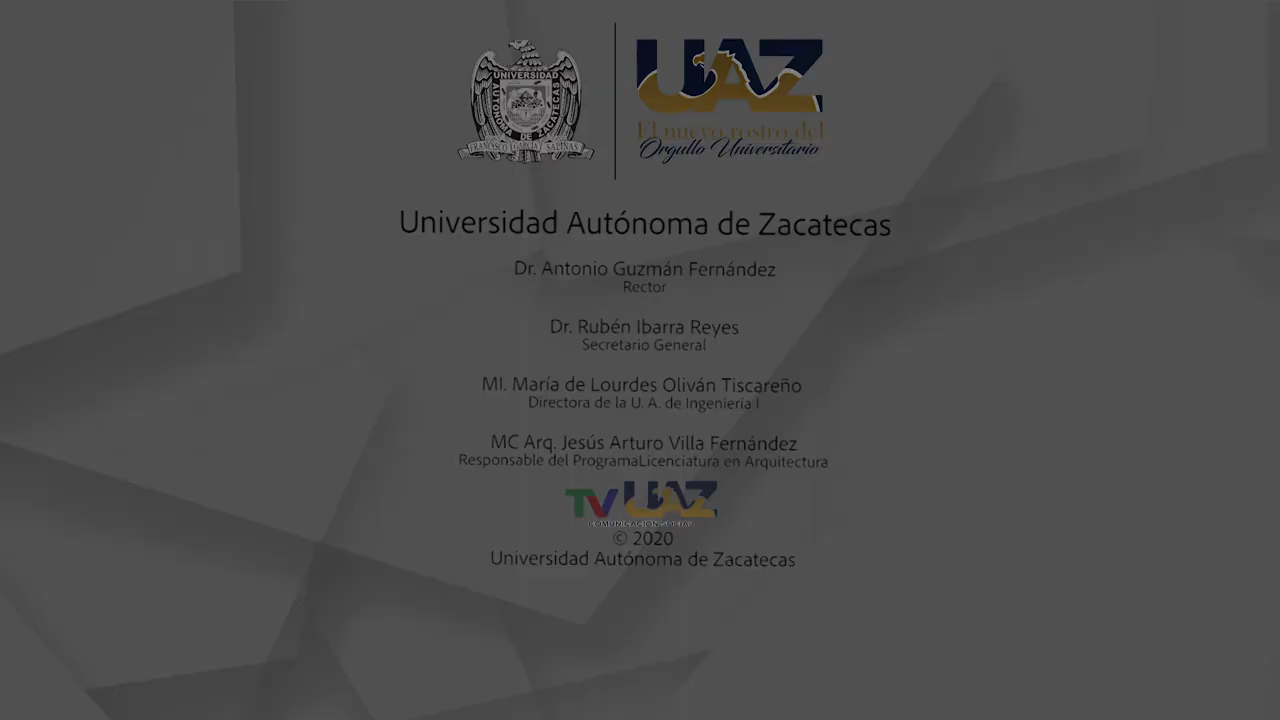 UNIVERSIDAD
AUTÓNOMA DE ZACATECAS
FRANCISCO GARCÍA SALINAS
UAZ
El nuevo rostro del
Orgullo Universitario
Universidad Autónoma de Zacatecas
Dr. Antonio Guzmán Fernández
Rector
Dr. Rubén Ibarra Reyes
Secretario General
MI. María de Lourdes Oliván Tiscareño
Directora de la U. A. de Ingeniería I
MC Arq. Jesús Arturo Villa Fernández
Responsable del ProgramaLicenciatura en Arquitectura
TV UAZ
COMUNICACIÓN SOCIAL
© 2020
Universidad Autónoma de Zacatecas